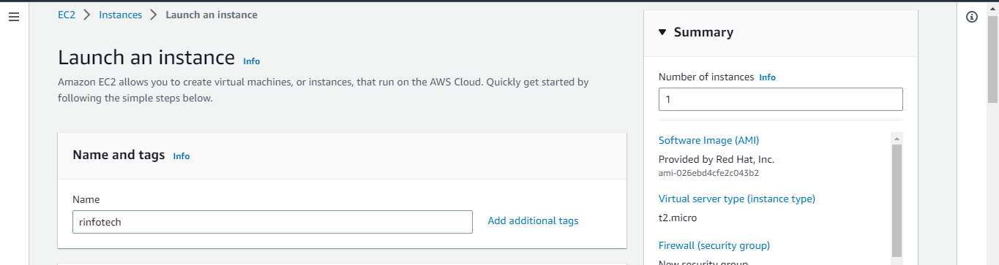 EC2 > Instances > Launch an instance
Launch an instance Info
Amazon EC2 allows you to create virtual machines, or instances, that run on the AWS Cloud. Quickly get started by
following the simple steps below.
Name and tags Info
Name
rinfotech
Add additional tags
Summary
Number of instances Info
1
Software Image (AMI)
Provided by Red Hat, Inc.
ami-026ebd4cfe2c043b2
Virtual server type (instance type)
t2.micro
Firewall (security group)
New security group